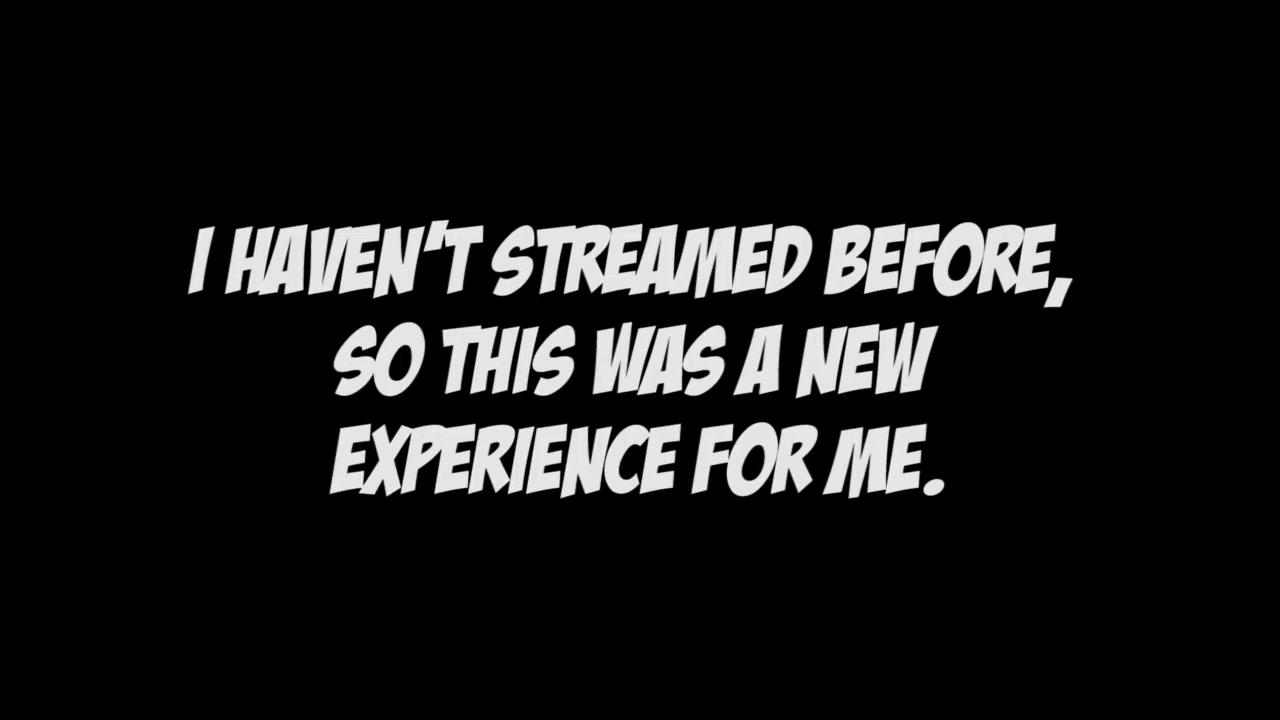 I HAVEN'T STREAMED BEFORE,
SO THIS WAS A NEW
EXPERIENCE FOR ME.